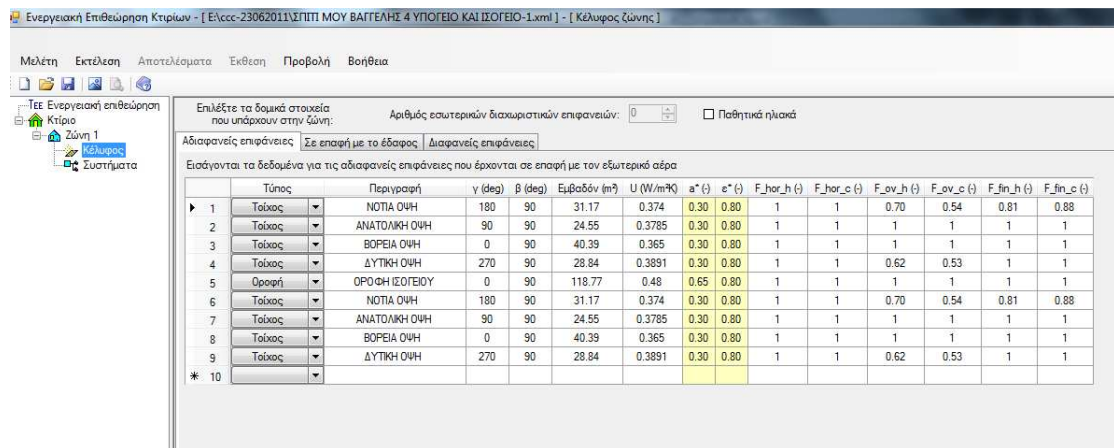 Ενεργειακή Επιθεώρηση Κτιρίων - [ E:\ccc-23062011\ΣΠΙΤΙ ΜΟΥ ΒΑΓΓΕΛΗΣ 4 ΥΠΟΓΕΙΟ ΚΑΙ ΙΣΟΓΕΙΟ-1.xml ] - [ Κέλυφος ζώνης ]
Μελέτη Εκτέλεση Αποτελέσματα Έκθεση Προβολή Βοήθεια
ΤΕΕ Ενεργειακή επιθεώρηση
Κτίριο
Ζώνη 1
Κέλυφος
Συστήματα
Επιλέξτε τα δομικά στοιχεία
που υπάρχουν στην ζώνη:
Αριθμός εσωτερικών διαχωριστικών επιφανειών: 0 Παθητικά ηλιακά
Αδιαφανείς επιφάνειες Σε επαφή με το έδαφος Διαφανείς επιφάνειες
Εισάγονται τα δεδομένα για τις αδιαφανείς επιφάνειες που έρχονται σε επαφή με τον εξωτερικό αέρα
Τύπος Περιγραφή γ (deg) β (deg) Εμβαδόν (m²) U (W/m²K) a* (-) ε* (-) F_hor_h (-) F_hor_c (-) F_ov_h (-) F_ov_c (-) F_fin_h (-) F_fin_c (-)
1 Τοίχος ΝΟΤΙΑ ΟΨΗ 180 90 31.17 0.374 0.30 0.80 1 1 0.70 0.54 0.81 0.88
2 Τοίχος ΑΝΑΤΟΛΙΚΗ ΟΨΗ 90 90 24.55 0.3785 0.30 0.80 1 1 1 1 1 1
3 Τοίχος ΒΟΡΕΙΑ ΟΨΗ 0 90 40.39 0.365 0.30 0.80 1 1 1 1 1 1
4 Τοίχος ΔΥΤΙΚΗ ΟΨΗ 270 90 28.84 0.3891 0.30 0.80 1 1 0.62 0.53 1 1
5 Οροφή ΟΡΟΦΗ ΙΣΟΓΕΙΟΥ 0 90 118.77 0.48 0.65 0.80 1 1 1 1 1 1
6 Τοίχος ΝΟΤΙΑ ΟΨΗ 180 90 31.17 0.374 0.30 0.80 1 1 0.70 0.54 0.81 0.88
7 Τοίχος ΑΝΑΤΟΛΙΚΗ ΟΨΗ 90 90 24.55 0.3785 0.30 0.80 1 1 1 1 1 1
8 Τοίχος ΒΟΡΕΙΑ ΟΨΗ 0 90 40.39 0.365 0.30 0.80 1 1 1 1 1 1
9 Τοίχος ΔΥΤΙΚΗ ΟΨΗ 270 90 28.84 0.3891 0.30 0.80 1 1 0.62 0.53 1 1
* 10